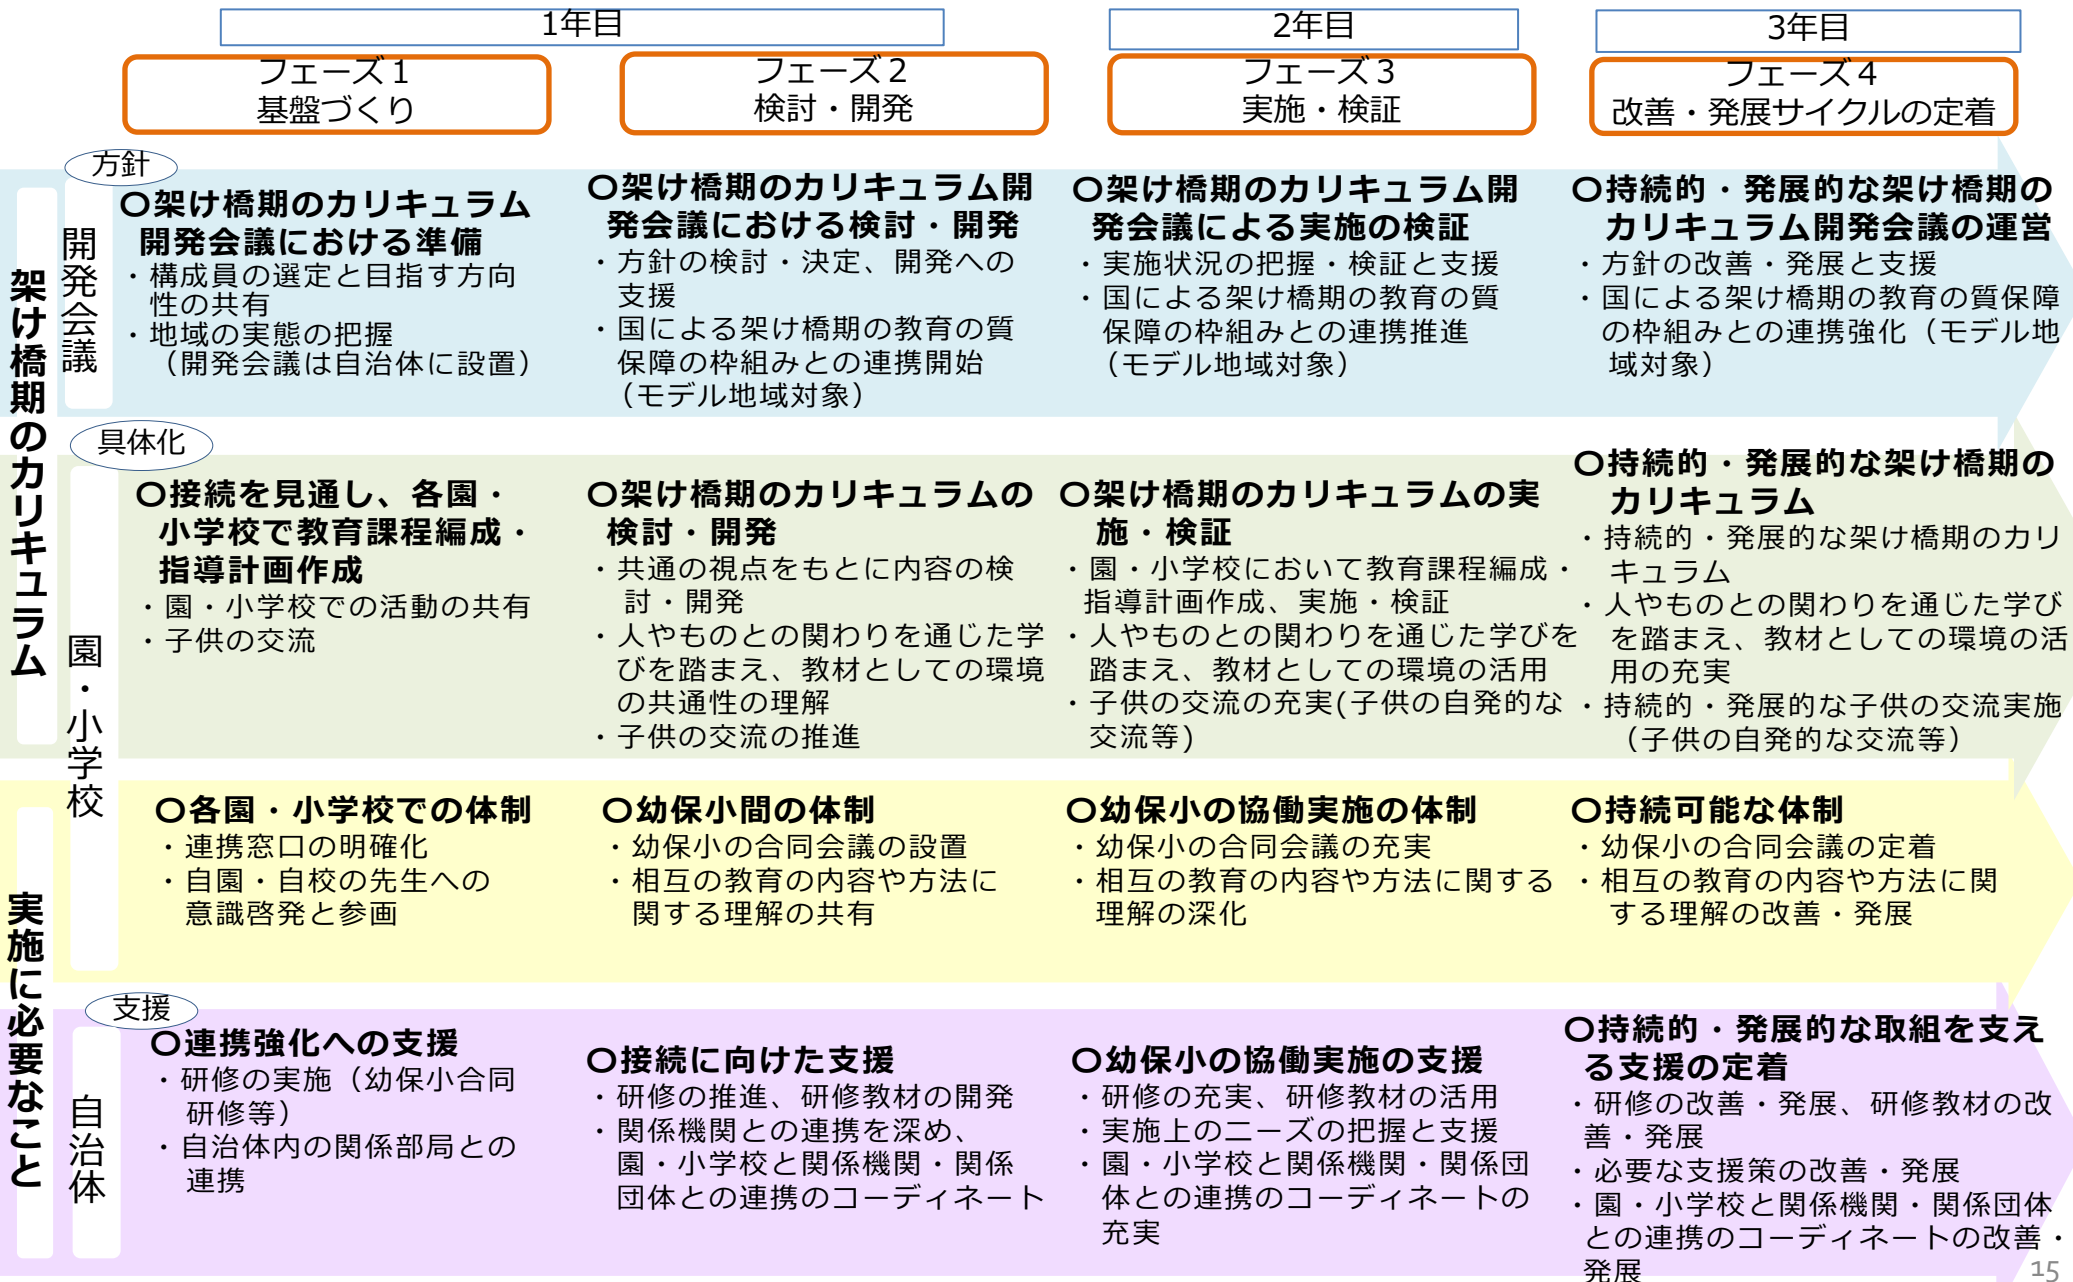 1年目
2年目
3年目
フェーズ１
基盤づくり
フェーズ２
検討・開発
フェーズ３
実施・検証
フェーズ４
改善・発展サイクルの定着
架け橋期のカリキュラム
方針
開発会議
〇架け橋期のカリキュラム
開発会議における準備
・構成員の選定と目指す方向
性の共有
・地域の実態の把握
（開発会議は自治体に設置）
〇架け橋期のカリキュラム開
発会議における検討・開発
・方針の検討・決定、開発への
支援
・国による架け橋期の教育の質
保障の枠組みとの連携開始
（モデル地域対象）
〇架け橋期のカリキュラム開
発会議による実施の検証
・実施状況の把握・検証と支援
・国による架け橋期の教育の質
保障の枠組みとの連携推進
（モデル地域対象）
〇持続的・発展的な架け橋期の
カリキュラム開発会議の運営
・方針の改善・発展と支援
・国による架け橋期の教育の質保障
の枠組みとの連携強化（モデル地
域対象）
具体化
園・小学校
〇接続を見通し、各園・
小学校で教育課程編成・
指導計画作成
・園・小学校での活動の共有
・子供の交流
〇架け橋期のカリキュラムの
検討・開発
・共通の視点をもとに内容の検
討・開発
・人やものとの関わりを通じた学
びを踏まえ、教材としての環境
の共通性の理解
・子供の交流の推進
〇架け橋期のカリキュラムの実
施・検証
・園・小学校において教育課程編成・
指導計画作成、実施・検証
・人やものとの関わりを通じた学びを
踏まえ、教材としての環境の活用
・子供の交流の充実(子供の自発的な
交流等)
〇持続的・発展的な架け橋期の
カリキュラム
・持続的・発展的な架け橋期のカリ
キュラム
・人やものとの関わりを通じた学び
を踏まえ、教材としての環境の活
用の充実
・持続的・発展的な子供の交流実施
（子供の自発的な交流等）
実施に必要なこと
〇各園・小学校での体制
・連携窓口の明確化
・自園・自校の先生への
意識啓発と参画
〇幼保小間の体制
・幼保小の合同会議の設置
・相互の教育の内容や方法に
関する理解の共有
〇幼保小の協働実施の体制
・幼保小の合同会議の充実
・相互の教育の内容や方法に関する
理解の深化
〇持続可能な体制
・幼保小の合同会議の定着
・相互の教育の内容や方法に関
する理解の改善・発展
支援
自治体
〇連携強化への支援
・研修の実施（幼保小合同
研修等）
・自治体内の関係部局との
連携
〇接続に向けた支援
・研修の推進、研修教材の開発
・関係機関との連携を深め、
園・小学校と関係機関・関係
団体との連携のコーディネート
〇幼保小の協働実施の支援
・研修の充実、研修教材の活用
・実施上のニーズの把握と支援
・園・小学校と関係機関・関係団
体との連携のコーディネートの
充実
〇持続的・発展的な取組を支え
る支援の定着
・研修の改善・発展、研修教材の改
善・発展
・必要な支援策の改善・発展
・園・小学校と関係機関・関係団体
との連携のコーディネートの改善・
発展
15